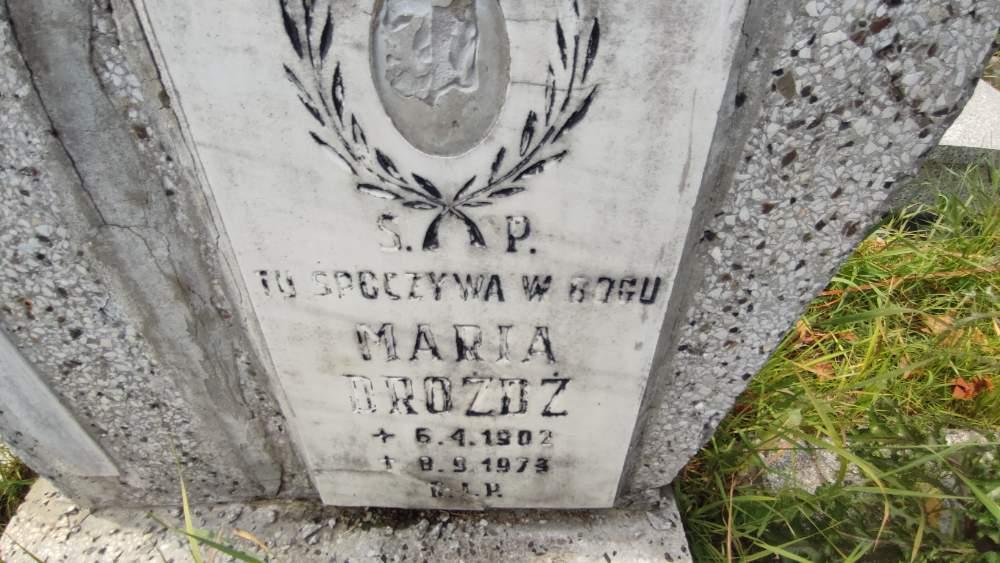 Ś. P.
TU SPOCZYWA W BOGU
MARIA
DROŻDŻ
+ 6.4.1902
+ 8.9.1973
R.I.P.